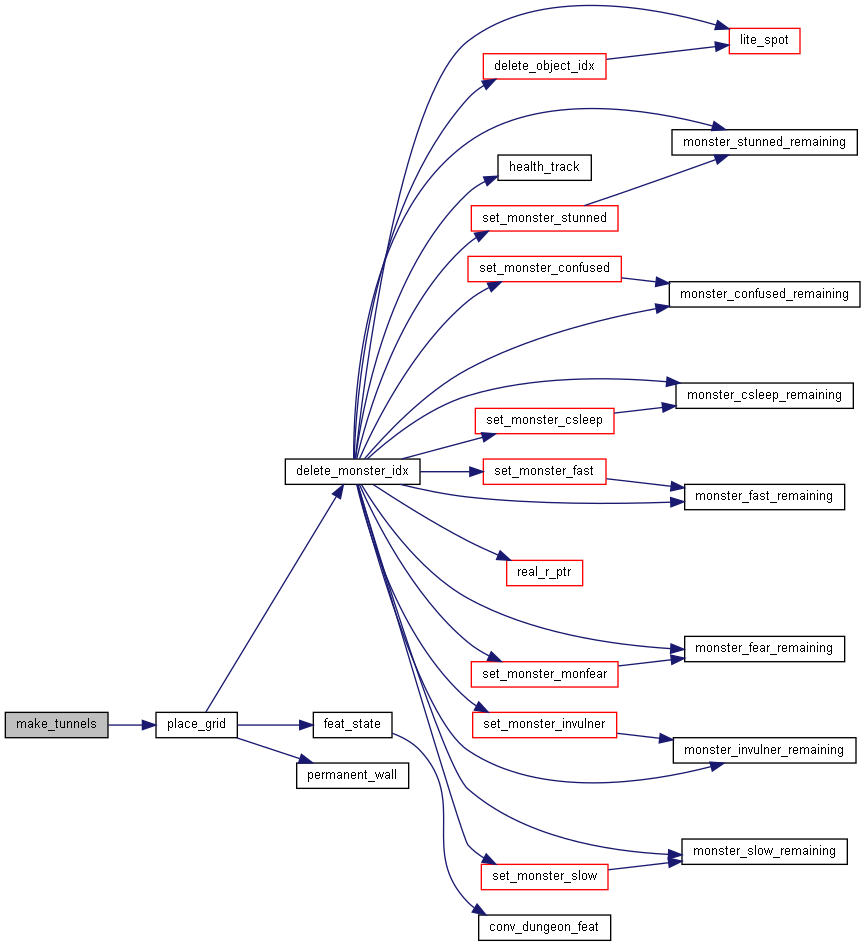 lite_spot
delete_object_idx
monster_stunned_remaining
health_track
set_monster_stunned
set_monster_confused
monster_confused_remaining
monster_csleep_remaining
set_monster_csleep
delete_monster_idx
set_monster_fast
monster_fast_remaining
real_r_ptr
monster_fear_remaining
set_monster_monfear
make_tunnels
place_grid
feat_state
set_monster_invulner
monster_invulner_remaining
permanent_wall
monster_slow_remaining
set_monster_slow
conv_dungeon_feat